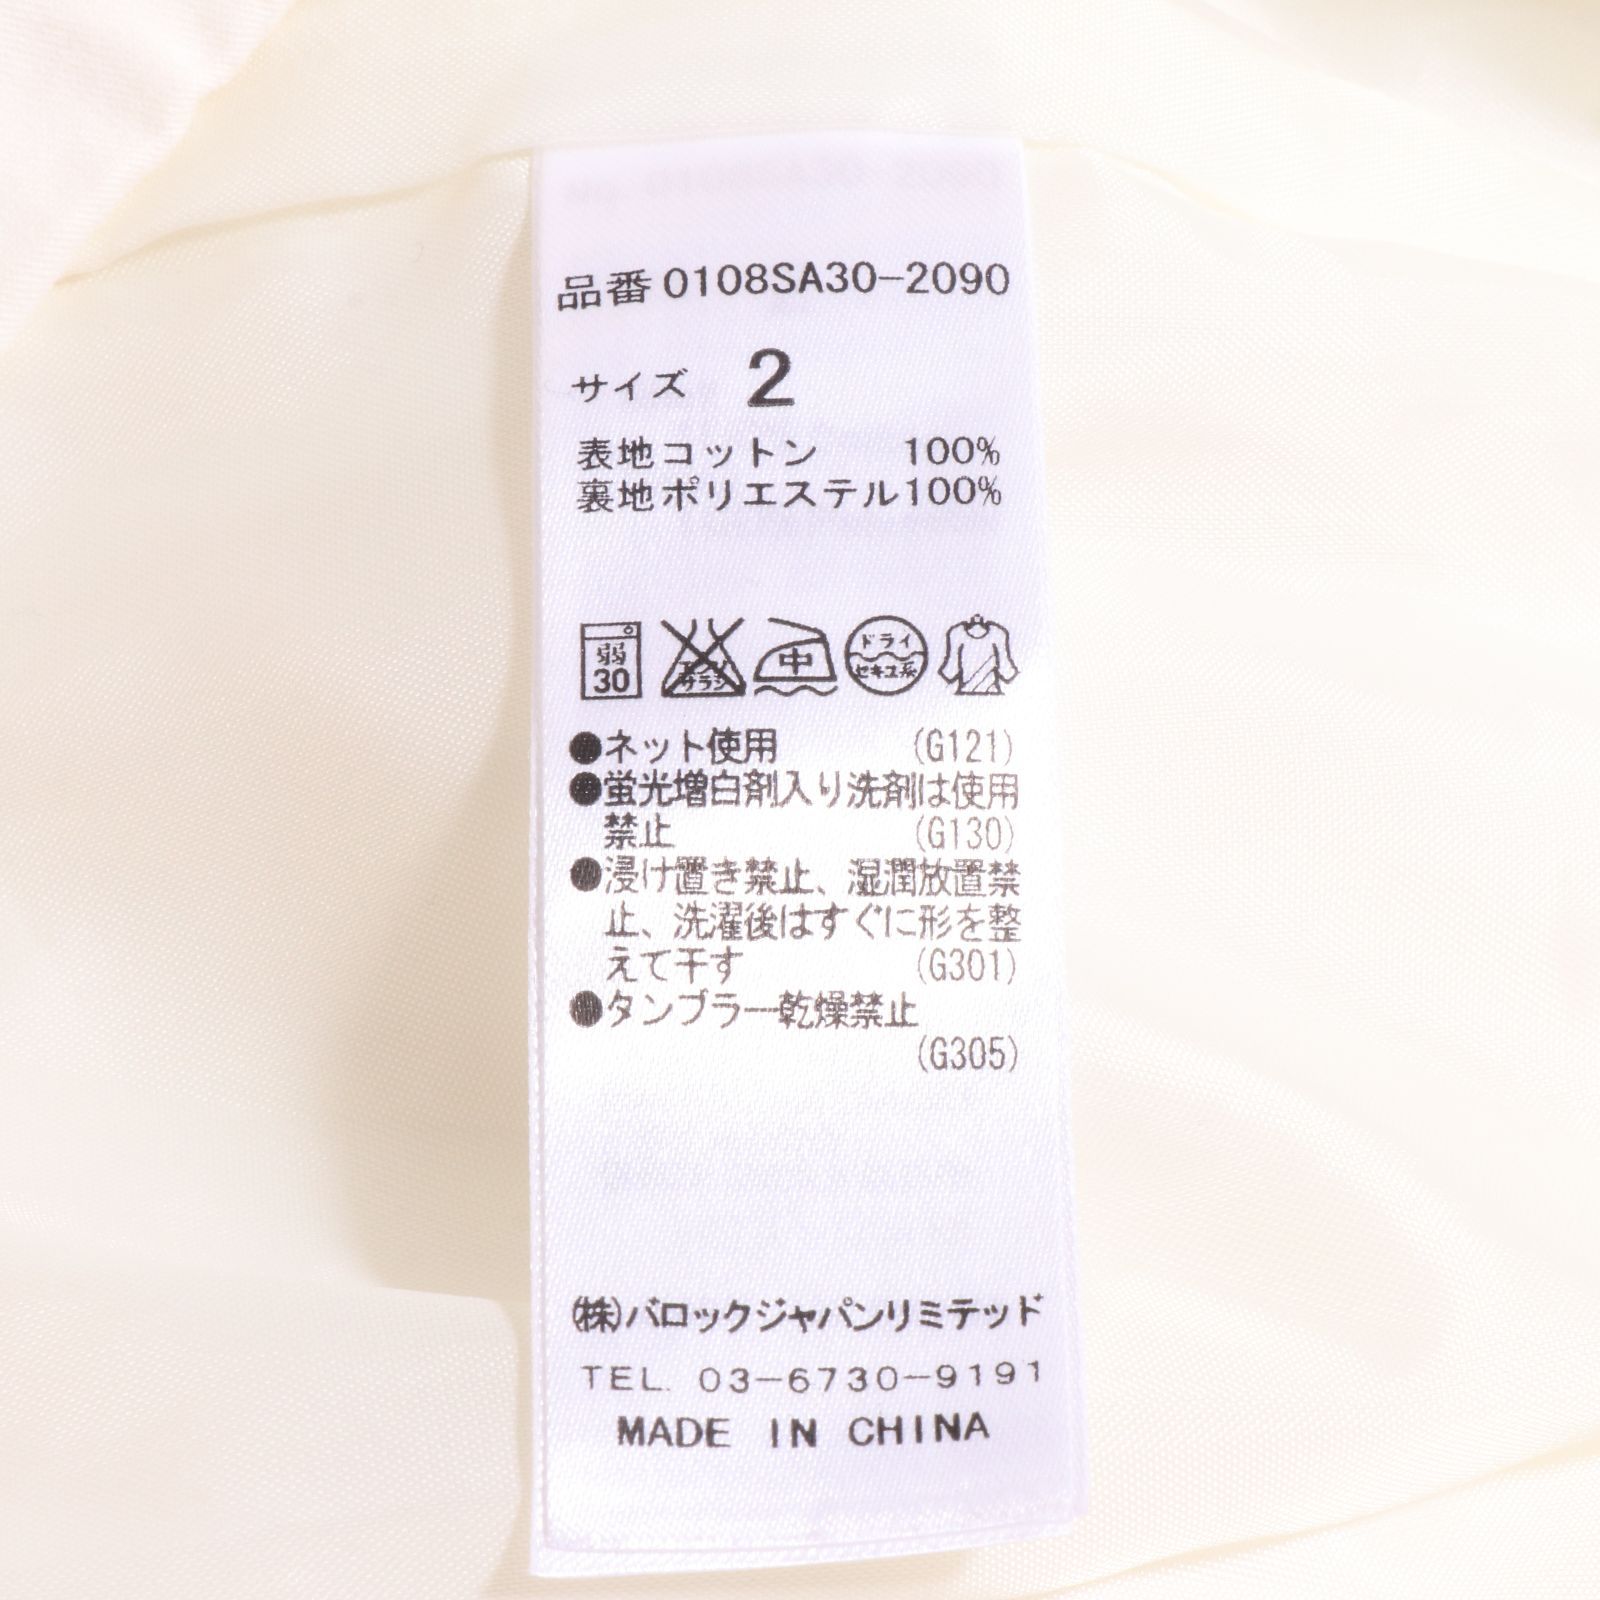 品番 0108SA30-2090
サイズ 2
表地コットン 100%
裏地ポリエステル100%
弱 30 エンソ サラシ 中 ドライ セキユ系
●ネット使用 (G121)
●蛍光増白剤入り洗剤は使用
禁止 (G130)
●浸け置き禁止、湿潤放置禁
止、洗濯後はすぐに形を整
えて干す (G301)
●タンブラー乾燥禁止
(G305)
(株)バロックジャパンリミテッド
TEL. 03-6730-9191
MADE IN CHINA